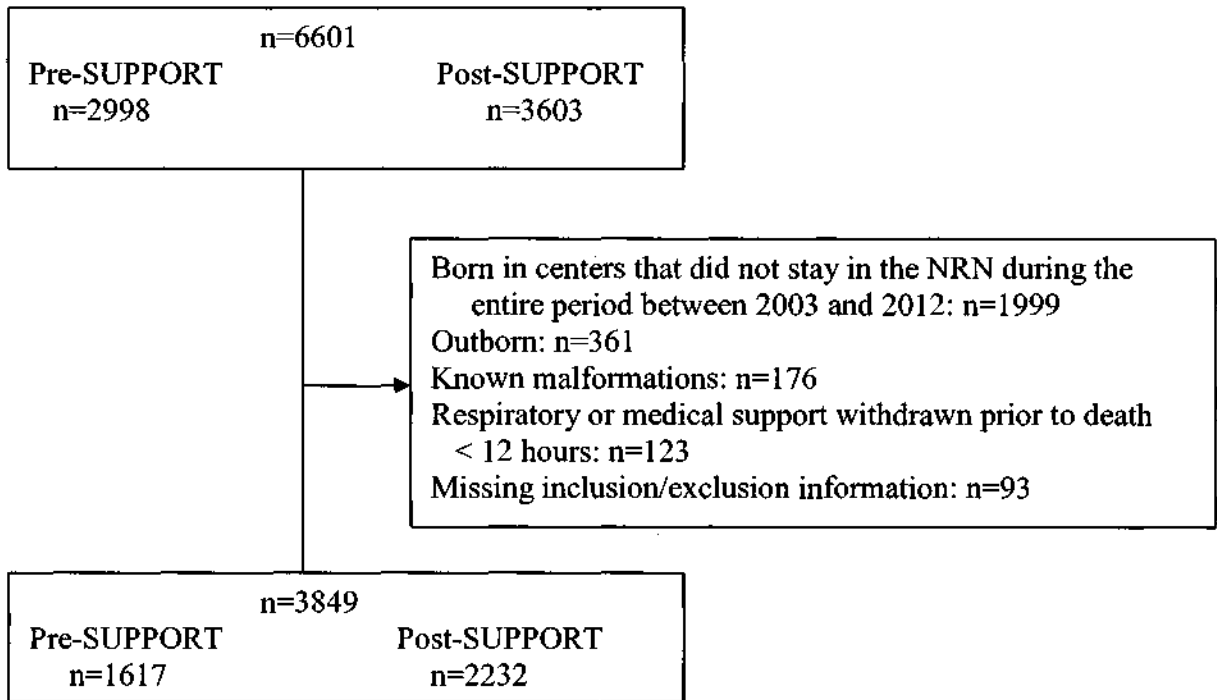 n=6601
Pre-SUPPORT Post-SUPPORT
n=2998 n=3603
Born in centers that did not stay in the NRN during the
entire period between 2003 and 2012: n=1999
Outborn: n=361
Known malformations: n=176
Respiratory or medical support withdrawn prior to death
< 12 hours: n=123
Missing inclusion/exclusion information: n=93
n=3849
Pre-SUPPORT Post-SUPPORT
n=1617 n=2232